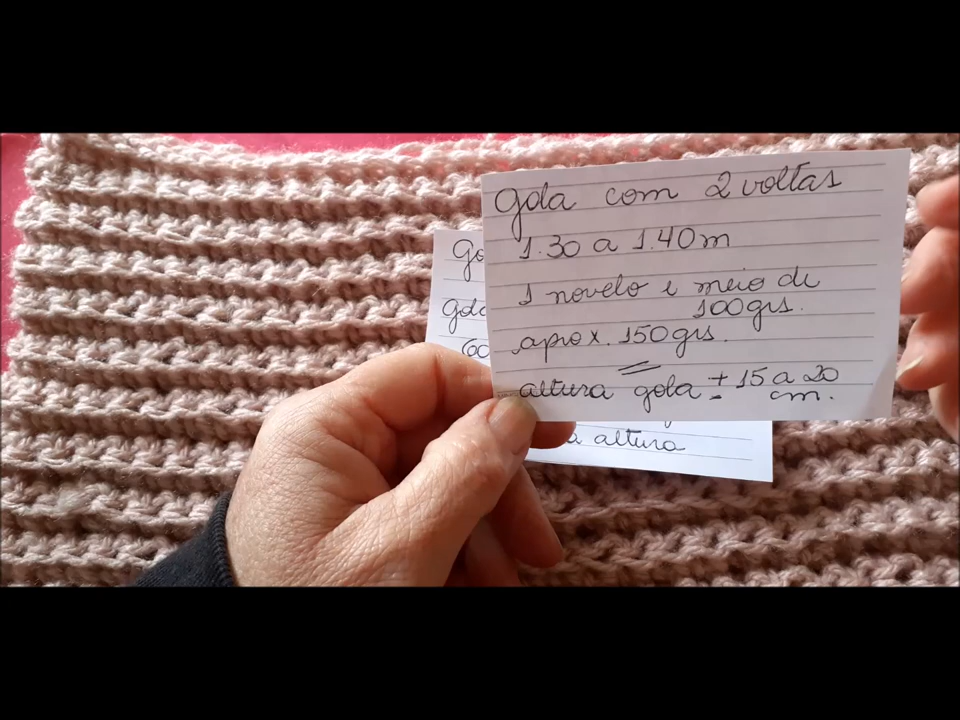 Gola com 2 voltas
1.30 a 1.40m
1 novelo e meio de
100grs.
aprox. 150grs.
altura gola ± 15 a 20
cm.
60
altura